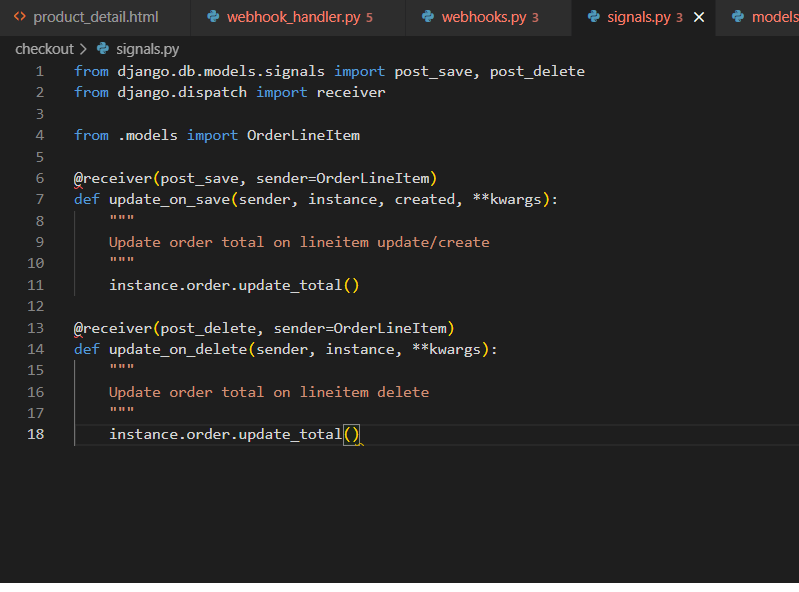 <> product_detail.html webhook_handler.py 5 webhooks.py 3 signals.py 3 × models
checkout > signals.py
1 from django.db.models.signals import post_save, post_delete
2 from django.dispatch import receiver
3
4 from .models import OrderLineItem
5
6 @receiver(post_save, sender=OrderLineItem)
7 def update_on_save(sender, instance, created, **kwargs):
8 """
9 Update order total on lineitem update/create
10 """
11 instance.order.update_total()
12
13 @receiver(post_delete, sender=OrderLineItem)
14 def update_on_delete(sender, instance, **kwargs):
15 """
16 Update order total on lineitem delete
17 """
18 instance.order.update_total()